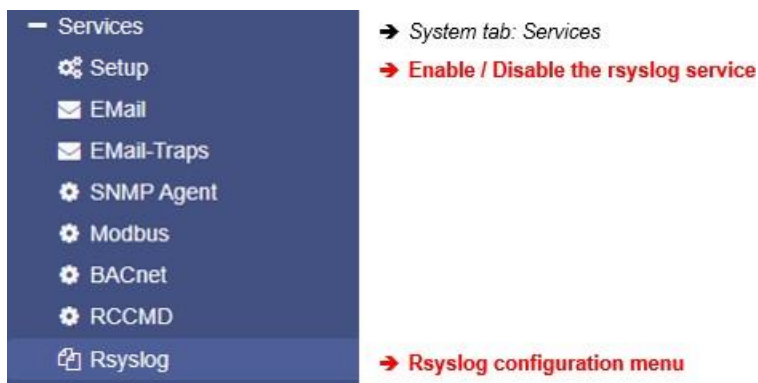 Services
➔ System tab: Services
Setup
➔ Enable / Disable the rsyslog service
EMail
EMail-Traps
SNMP Agent
Modbus
BACnet
RCCMD
Rsyslog
➔ Rsyslog configuration menu